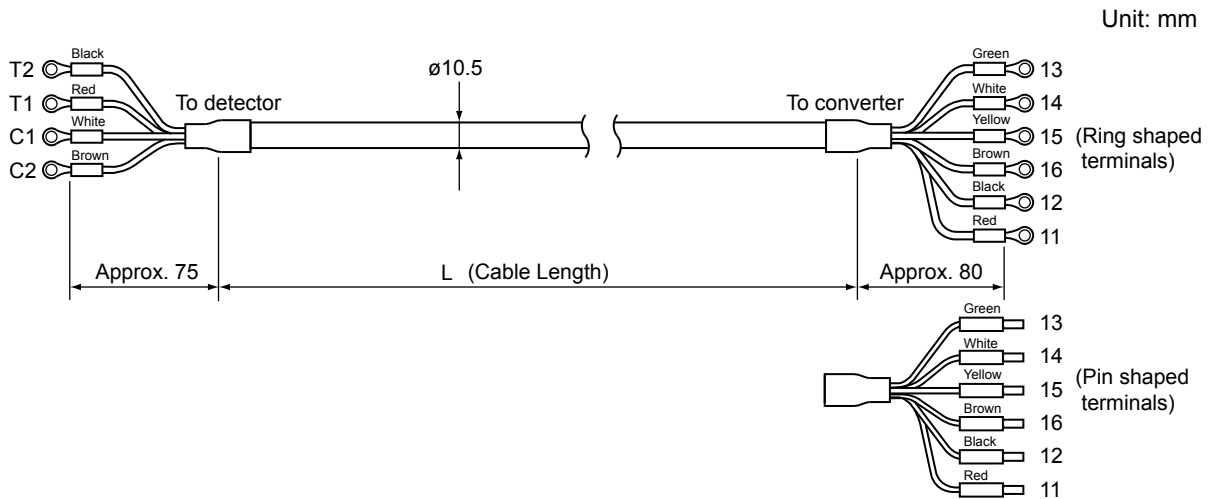 Unit: mm
Black
T2
Red
T1
White
C1
Brown
C2
To detector
ø10.5
To converter
Green
13
White
14
Yellow
15
Brown
16
Black
12
Red
11
(Ring shaped
terminals)
Approx. 75
L (Cable Length)
Approx. 80
Green
13
White
14
Yellow
15
Brown
16
Black
12
Red
11
(Pin shaped
terminals)